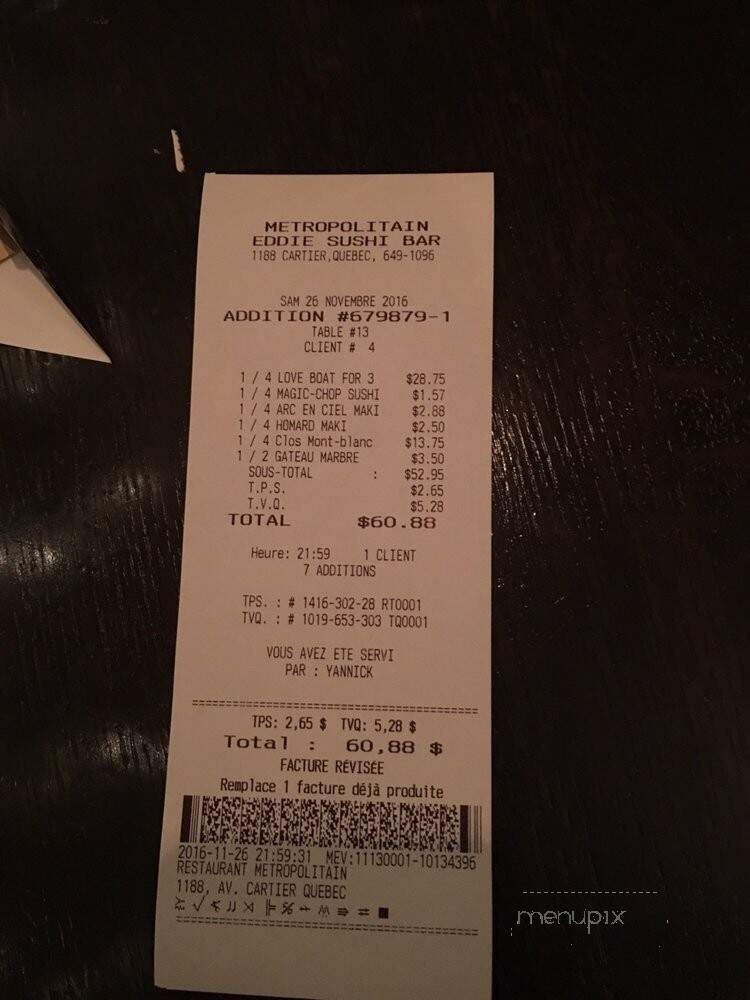 METROPOLITAIN
EDDIE SUSHI BAR
1188 CARTIER,QUEBEC, 649-1096
SAM 26 NOVEMBRE 2016
ADDITION #679879-1
TABLE #13
CLIENT # 4
1 / 4 LOVE BOAT FOR 3 $28.75
1 / 4 MAGIC-CHOP SUSHI $1.57
1 / 4 ARC EN CIEL MAKI $2.88
1 / 4 HOMARD MAKI $2.50
1 / 4 Clos Mont-blanc $13.75
1 / 2 GATEAU MARBRE $3.50
SOUS-TOTAL : $52.95
T.P.S. $2.65
T.V.Q. $5.28
TOTAL $60.88
Heure: 21:59 1 CLIENT
7 ADDITIONS
TPS. : # 1416-302-28 RT0001
TVQ. : # 1019-653-303 TQ0001
VOUS AVEZ ETE SERVI
PAR : YANNICK
TPS: 2,65 $ TVQ: 5,28 $
Total : 60,88 $
FACTURE RÉVISÉE
Remplace 1 facture déjà produite
2016-11-26 21:59:31 MEV:11130001-10134396
RESTAURANT METROPOLITAIN
1188, AV. CARTIER QUEBEC
menupix